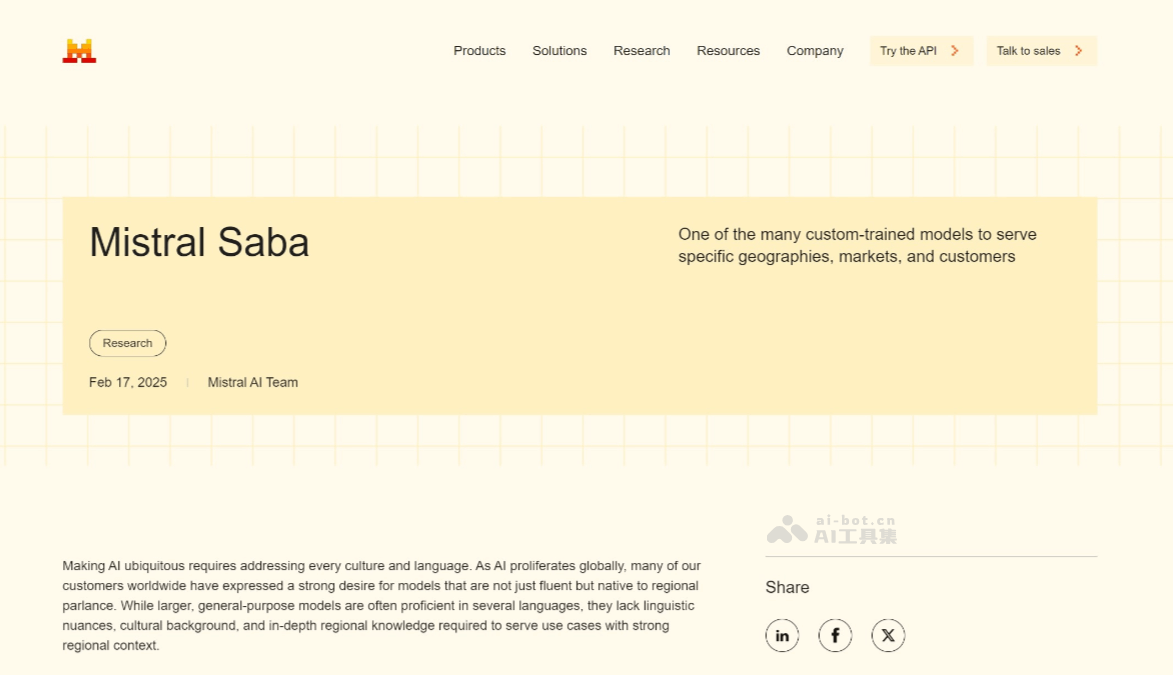 Products Solutions Research Resources Company Try the API Talk to sales
Mistral Saba
One of the many custom-trained models to serve
specific geographies, markets, and customers
Research
Feb 17, 2025 | Mistral AI Team
ai-bot.cn
AI工具集
Making AI ubiquitous requires addressing every culture and language. As AI proliferates globally, many of our
customers worldwide have expressed a strong desire for models that are not just fluent but native to regional
parlance. While larger, general-purpose models are often proficient in several languages, they lack linguistic
nuances, cultural background, and in-depth regional knowledge required to serve use cases with strong
regional context.
Share
in f X